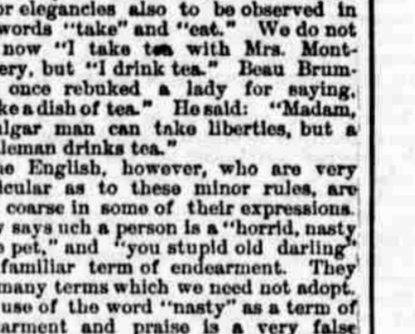 or elegancies also to be observed in
words "take" and "eat." We do not
now "I take tea with Mrs. Mont-
ery, but "I drink tea." Beau Brum-
once rebuked a lady for saying,
ke a dish of tea." He said: "Madam,
ulgar man can take liberties, but a
leman drinks tea."
he English, however, who are very
icular as to these minor rules, are
coarse in some of their expressions.
y says uch a person is a "horrid, nasty
e pet," and "you stupid old darling"
familiar term of endearment. They
many terms which we need not adopt.
use of the word "nasty" as a term of
arment and praise is a very false